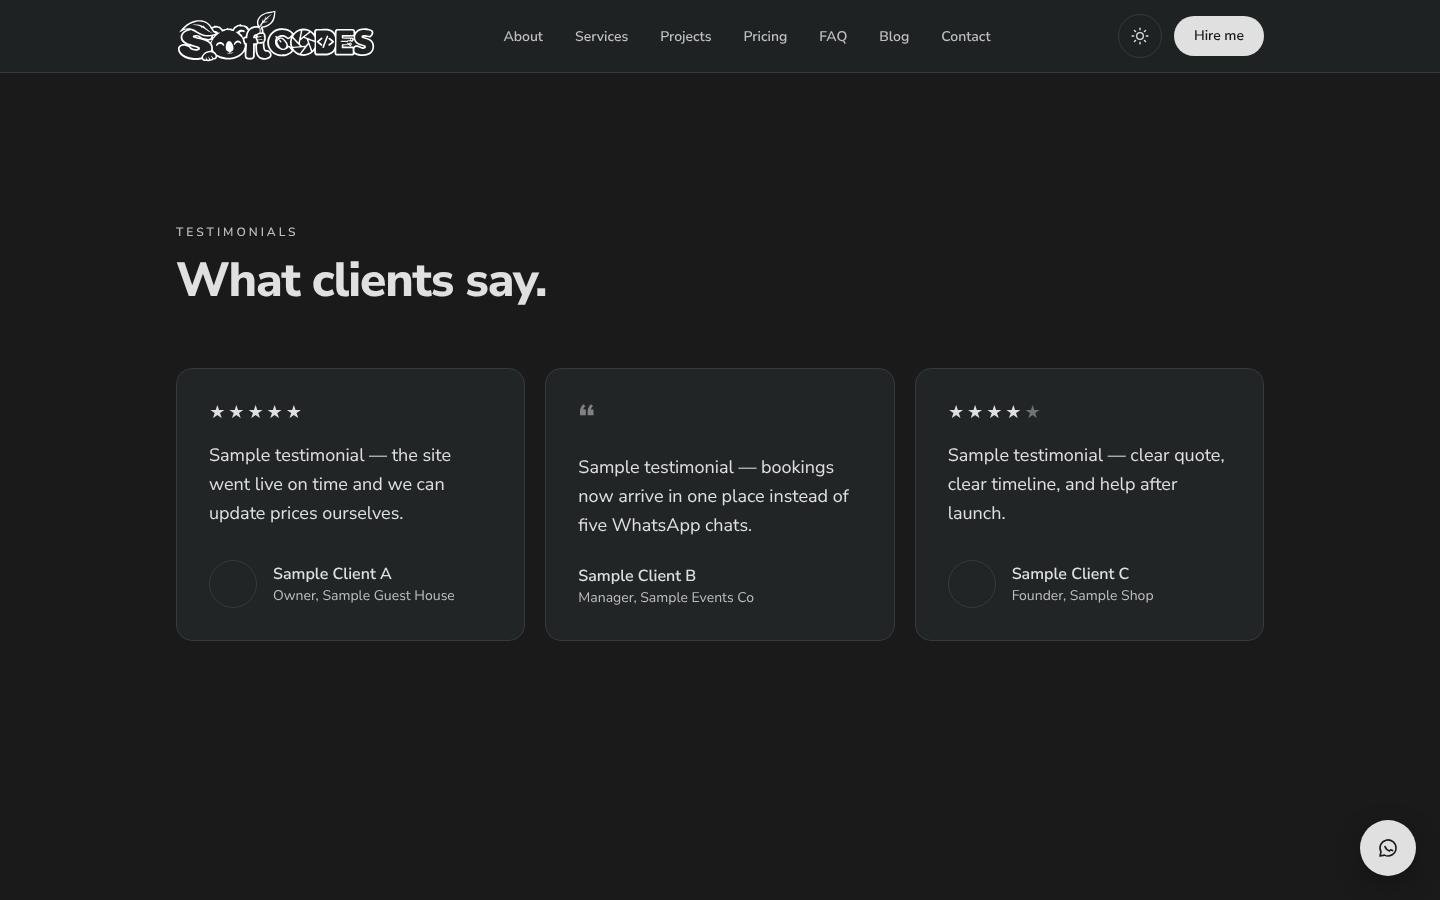 SofiCODES
About
Services
Projects
Pricing
FAQ
Blog
Contact
Hire me
TESTIMONIALS
What clients say.
★★★★★
Sample testimonial — the site
went live on time and we can
update prices ourselves.
Sample Client A
Owner, Sample Guest House
❝
Sample testimonial — bookings
now arrive in one place instead of
five WhatsApp chats.
Sample Client B
Manager, Sample Events Co
★★★★★
Sample testimonial — clear quote,
clear timeline, and help after
launch.
Sample Client C
Founder, Sample Shop